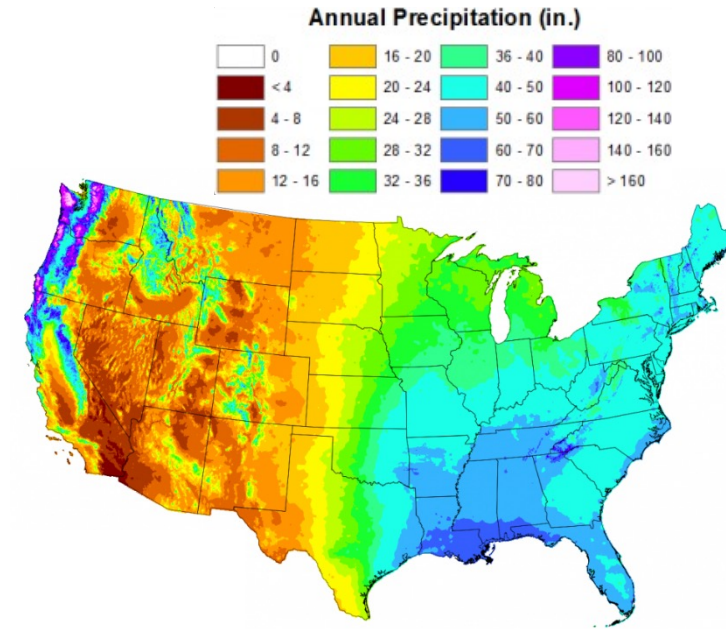 Annual Precipitation (in.)
0 16 - 20 36 - 40 80 - 100
< 4 20 - 24 40 - 50 100 - 120
4 - 8 24 - 28 50 - 60 120 - 140
8 - 12 28 - 32 60 - 70 140 - 160
12 - 16 32 - 36 70 - 80 > 160